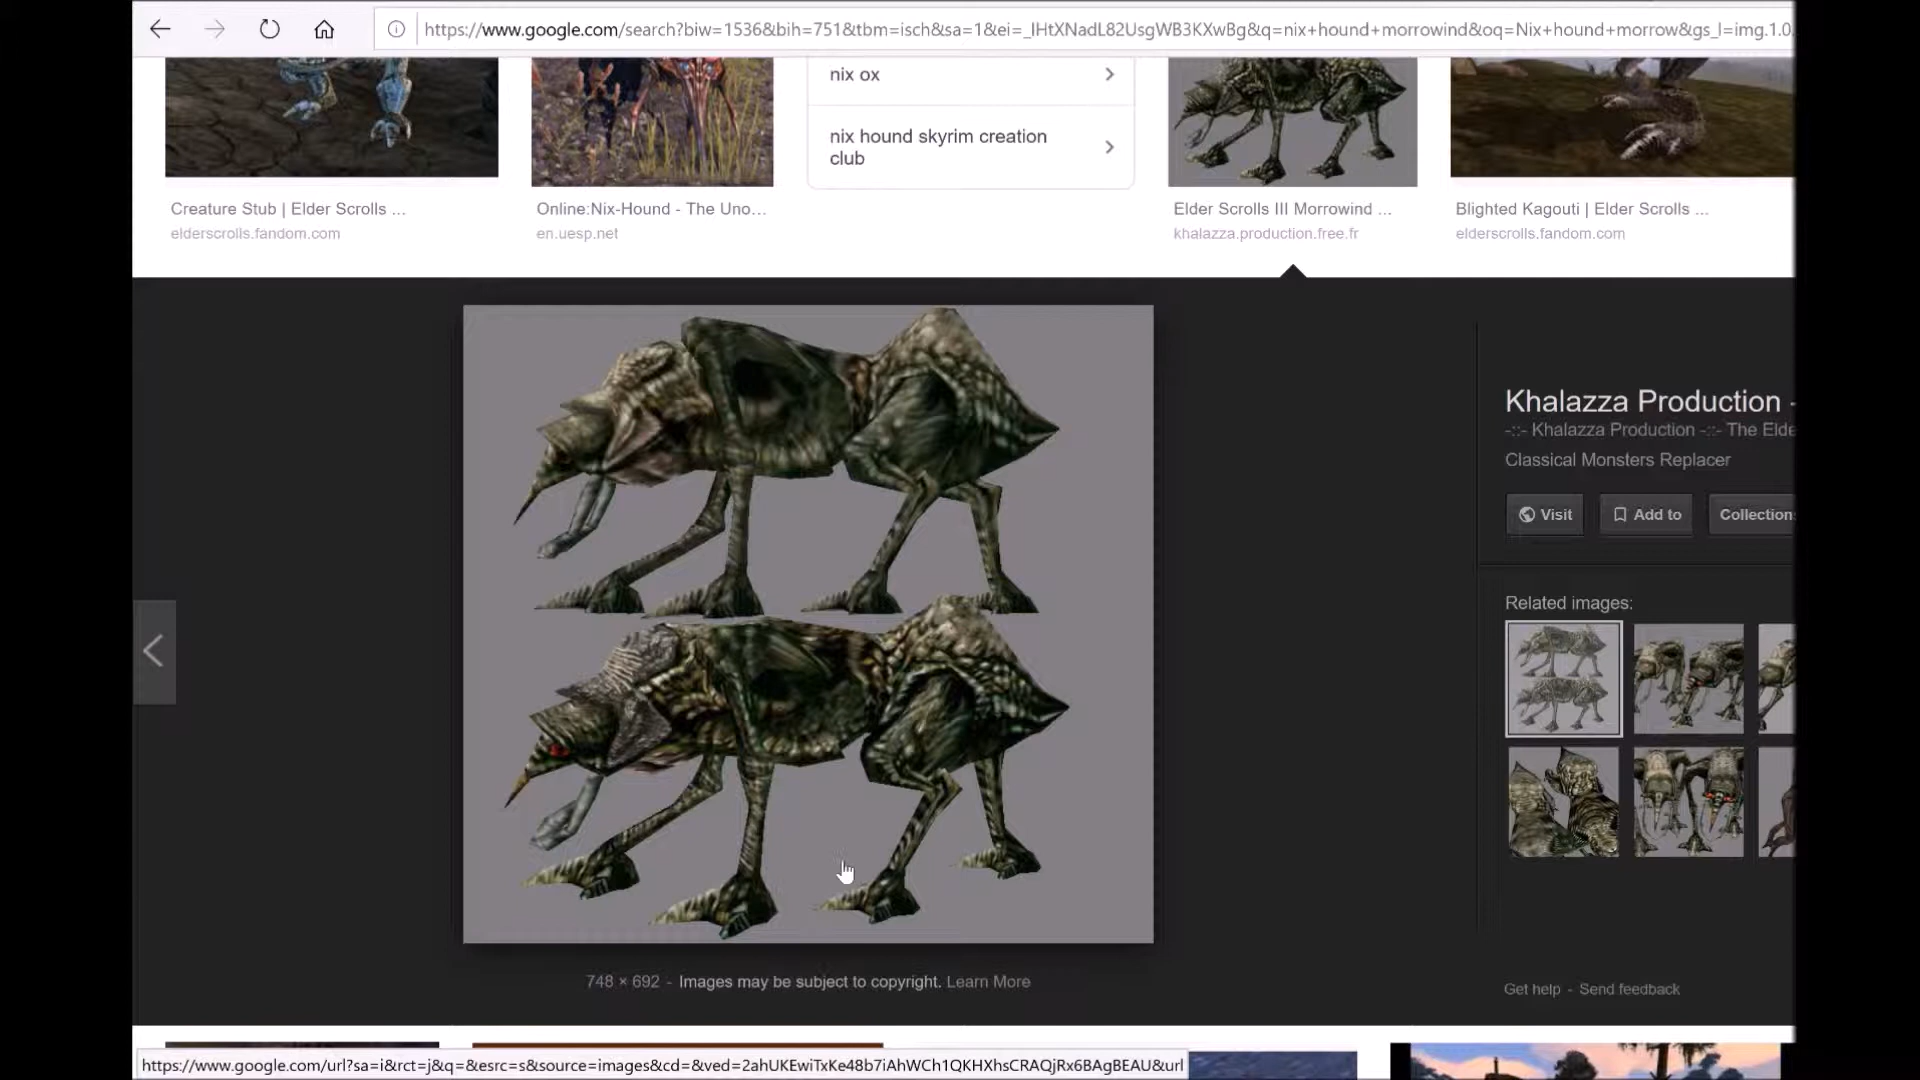 https://www.google.com/search?biw=1536&bih=751&tbm=isch&sa=1&ei=_IHtXNadL82UsgWB3KXwBg&q=nix+hound+morrowind&oq=Nix+hound+morrow&gs_l=img.1.0.
nix ox
nix hound skyrim creation
club
Creature Stub | Elder Scrolls ...
elderscrolls.fandom.com
Online:Nix-Hound - The Uno...
en.uesp.net
Elder Scrolls III Morrowind ...
khalazza.production.free.fr
Blighted Kagouti | Elder Scrolls ...
elderscrolls.fandom.com
Khalazza Production -
-::- Khalazza Production -::- The Elde
Classical Monsters Replacer
Visit
Add to
Collections
Related images:
748 × 692 - Images may be subject to copyright. Learn More
Get help - Send feedback
https://www.google.com/url?sa=i&rct=j&q=&esrc=s&source=images&cd=&ved=2ahUKEwiTxKe48b7iAhWCh1QKHXhsCRAQjRx6BAgBEAU&url